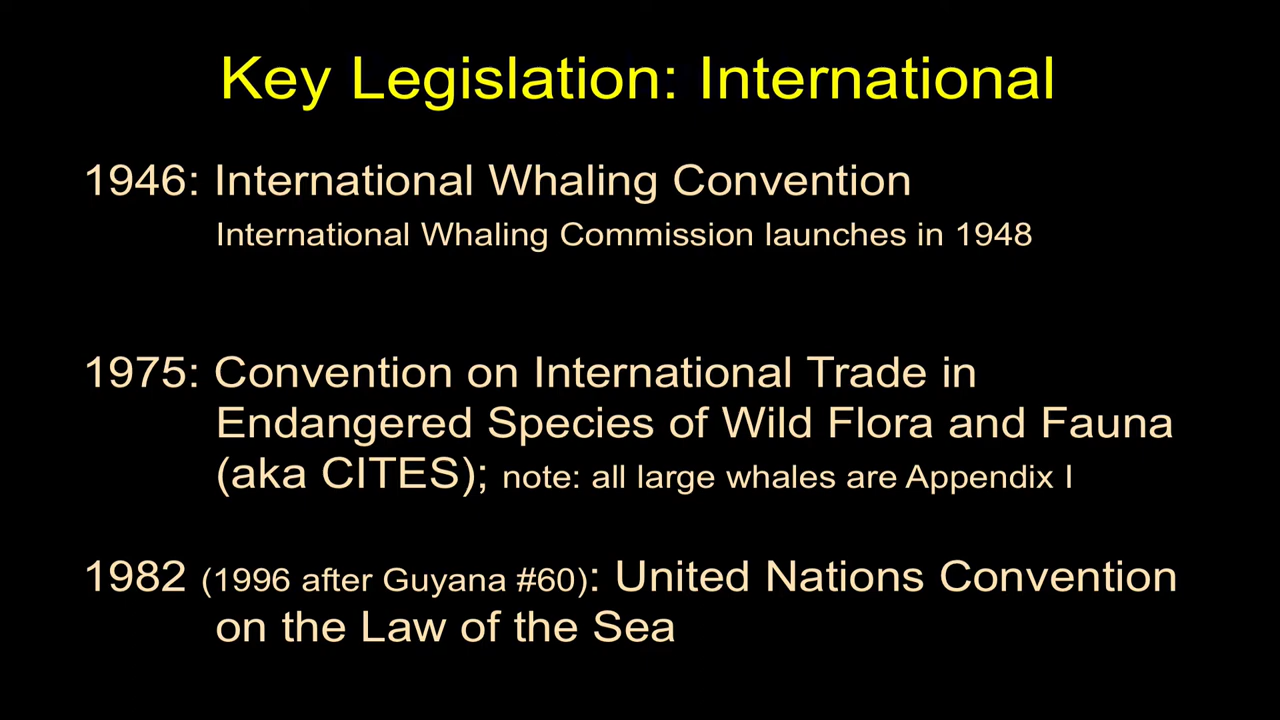 Key Legislation: International
1946: International Whaling Convention
International Whaling Commission launches in 1948
1975: Convention on International Trade in
Endangered Species of Wild Flora and Fauna
(aka CITES); note: all large whales are Appendix I
1982 (1996 after Guyana #60): United Nations Convention
on the Law of the Sea